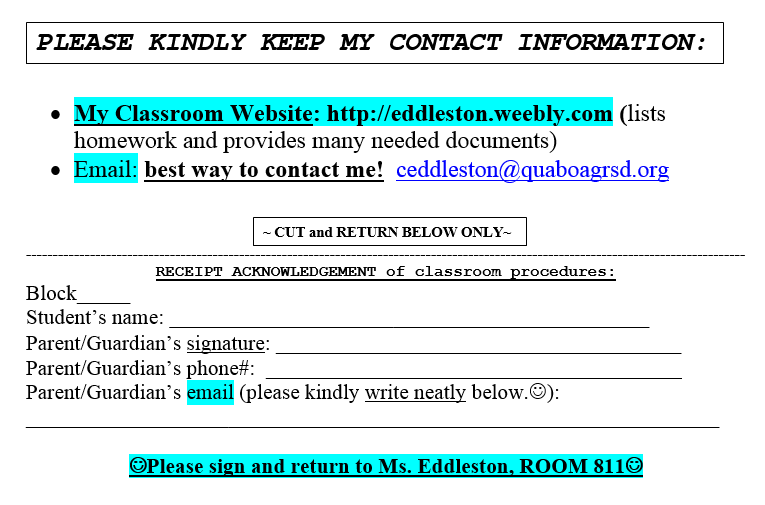 PLEASE KINDLY KEEP MY CONTACT INFORMATION:
• My Classroom Website: http://eddleston.weebly.com (lists
homework and provides many needed documents)
• Email: best way to contact me! ceddleston@quaboagrsd.org
~ CUT and RETURN BELOW ONLY~
RECEIPT ACKNOWLEDGEMENT of classroom procedures:
Block_____
Student's name: ______________________________________________
Parent/Guardian's signature: _______________________________________
Parent/Guardian's phone#: ________________________________________
Parent/Guardian's email (please kindly write neatly below.☺):
☺Please sign and return to Ms. Eddleston, ROOM 811☺